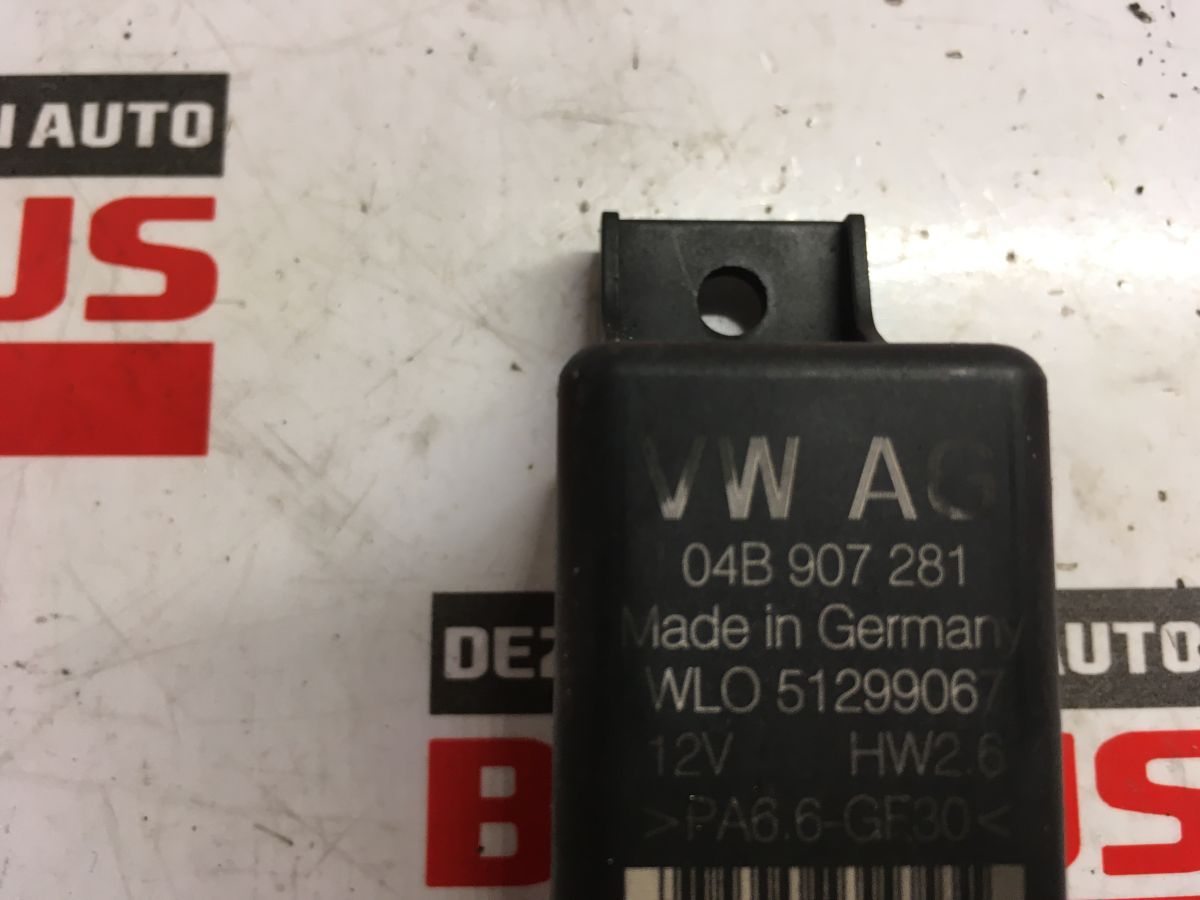 N AUTO
US
VW AG
04B 907 281
Made in Germany
WLO 51299067
12V HW2.6
>PA6.6-GF30<
DEZ AUTO
B US